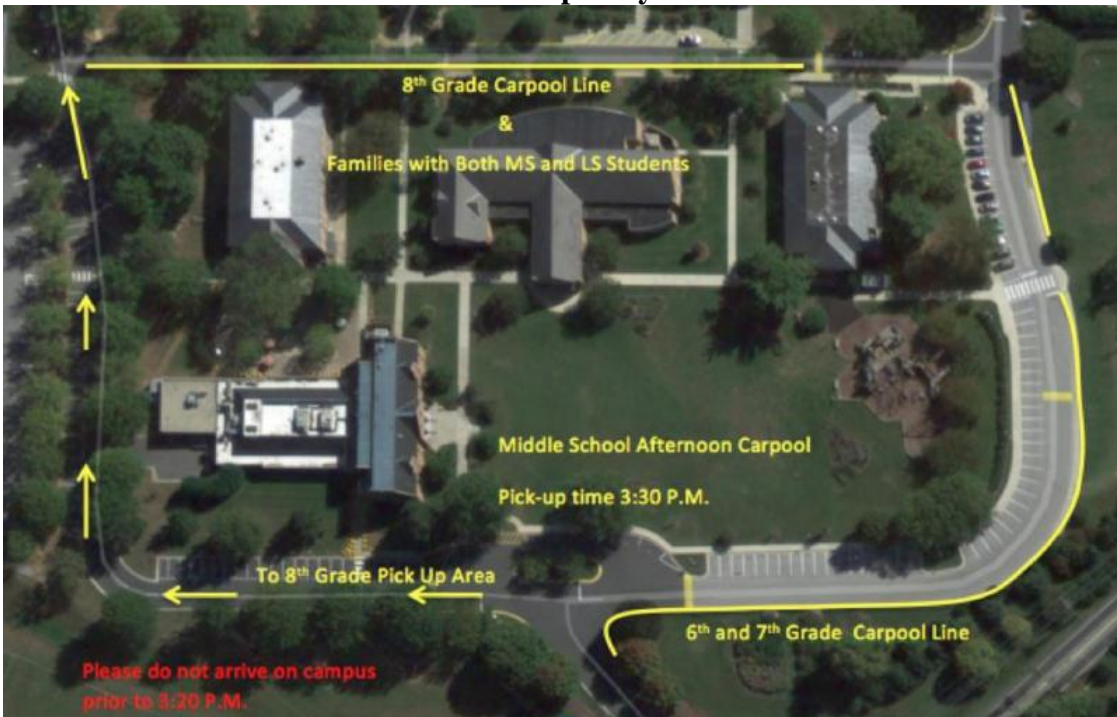 8th Grade Carpool Line
&
Families with Both MS and LS Students
Middle School Afternoon Carpool
Pick-up time 3:30 P.M.
To 8th Grade Pick Up Area
6th and 7th Grade Carpool Line
Please do not arrive on campus
prior to 3:20 P.M.